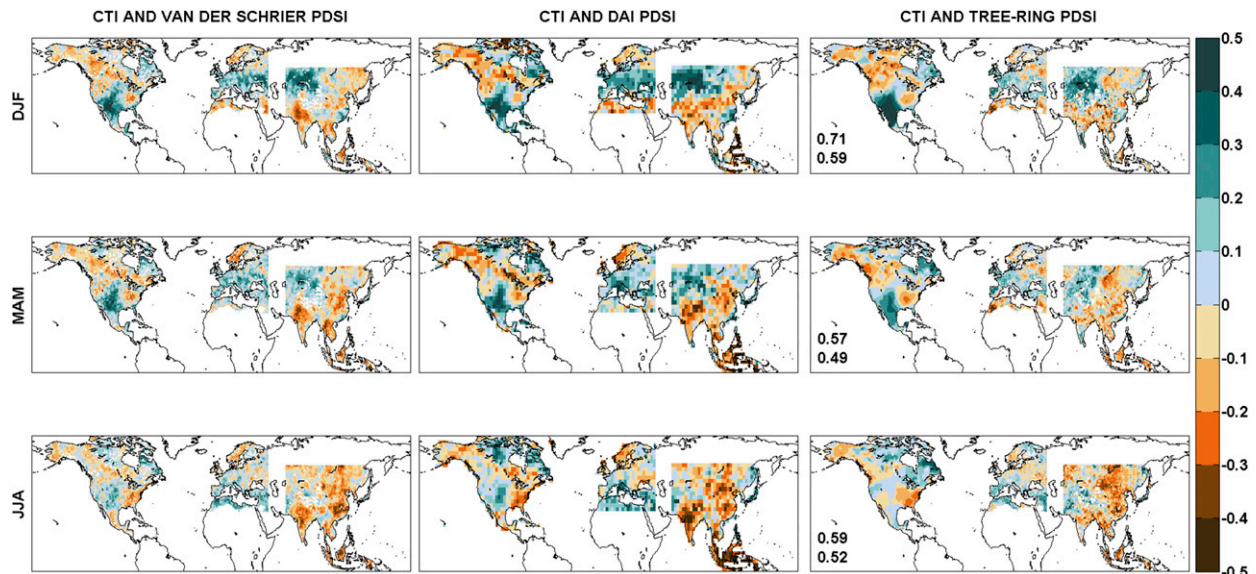 CTI AND VAN DER SCHRIER PDSI
CTI AND DAI PDSI
CTI AND TREE-RING PDSI
DJF
0.71
0.59
MAM
0.57
0.49
JJA
0.59
0.52
0.5
0.4
0.3
0.2
0.1
0
-0.1
-0.2
-0.3
-0.4
-0.5